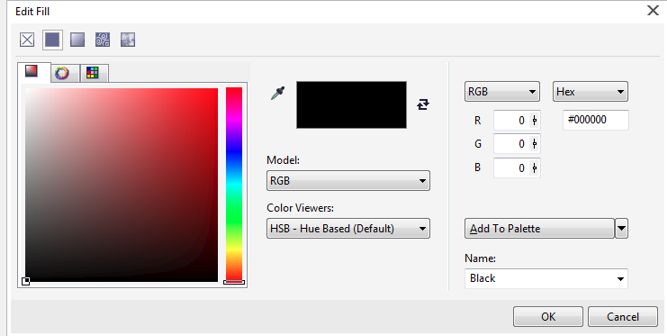 Edit Fill
RGB
Hex
R 0
#000000
G 0
B 0
Model:
RGB
Color Viewers:
HSB - Hue Based (Default)
Add To Palette
Name:
Black
OK
Cancel